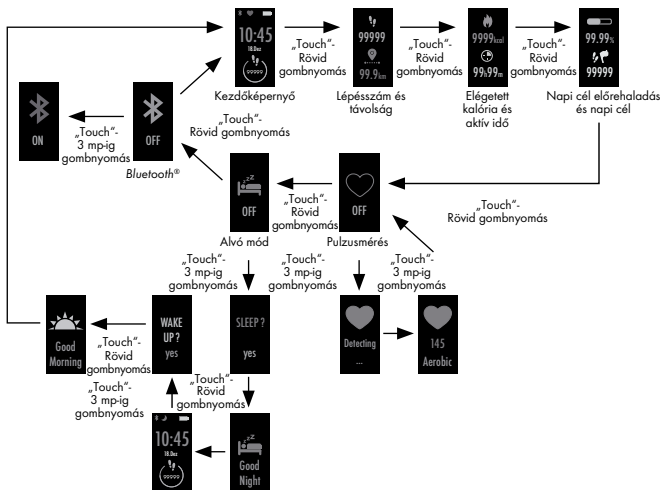 10:45
18.Dez
99999
Kezdőképernyő
„Touch“-
Rövid
gombnyomás
99999
99.9km
Lépésszám és
távolság
„Touch“-
Rövid
gombnyomás
9999kcal
99h99m
Elégetett
kalória és
aktív idő
„Touch“-
Rövid
gombnyomás
99.99%
99999
Napi cél előrehaladás
és napi cél
ON
„Touch“-
3 mp-ig
gombnyomás
OFF
Bluetooth®
„Touch“-
Rövid gombnyomás
OFF
Alvó mód
„Touch“-
Rövid
gombnyomás
OFF
Pulzusmérés
„Touch“-
Rövid gombnyomás
„Touch“-
3 mp-ig
gombnyomás
„Touch“-
3 mp-ig
gombnyomás
„Touch“-
3 mp-ig
gombnyomás
Good
Morning
„Touch“-
Rövid
gombnyomás
WAKE
UP ?
yes
SLEEP ?
yes
Detecting
...
145
Aerobic
„Touch“-
3 mp-ig
gombnyomás
„Touch“-
Rövid
gombnyomás
10:45
18.Dez
99999
zzZ
Good
Night